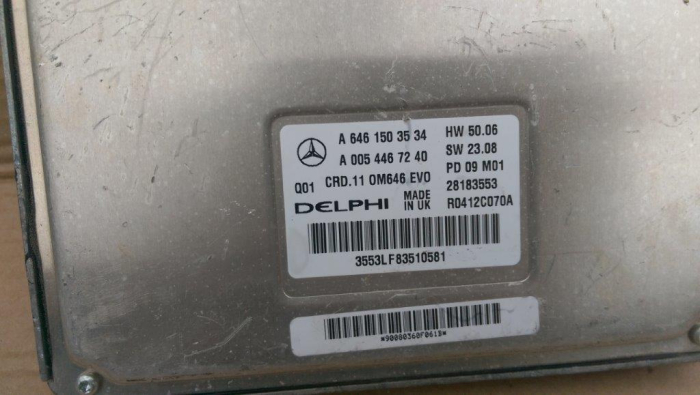 A 646 150 35 34 HW 50.06
A 005 446 72 40 SW 23.08
Q01 CRD.11 OM646 EVO PD 09 M01
DELPHI MADE IN UK 28183553
R0412C070A
3553LF83510581
*90080360F061$*